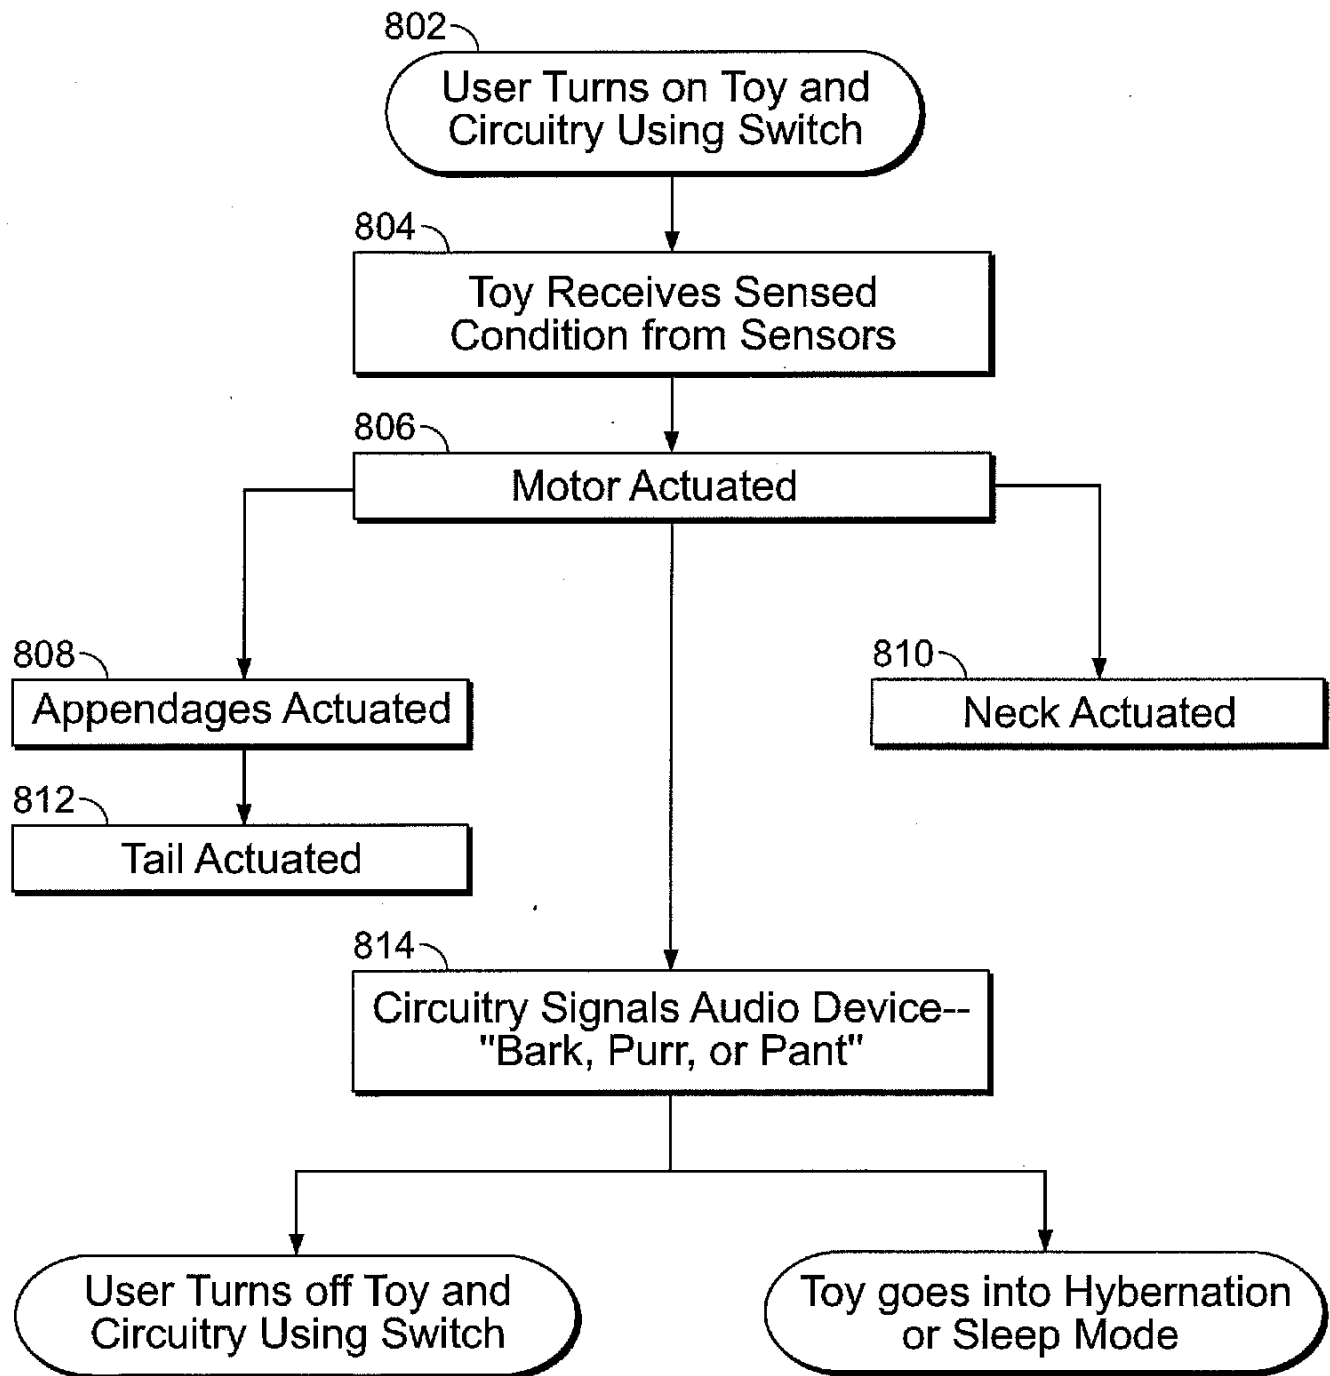 802
User Turns on Toy and
Circuitry Using Switch
804
Toy Receives Sensed
Condition from Sensors
806
Motor Actuated
808
Appendages Actuated
810
Neck Actuated
812
Tail Actuated
814
Circuitry Signals Audio Device--
"Bark, Purr, or Pant"
User Turns off Toy and
Circuitry Using Switch
Toy goes into Hybernation
or Sleep Mode